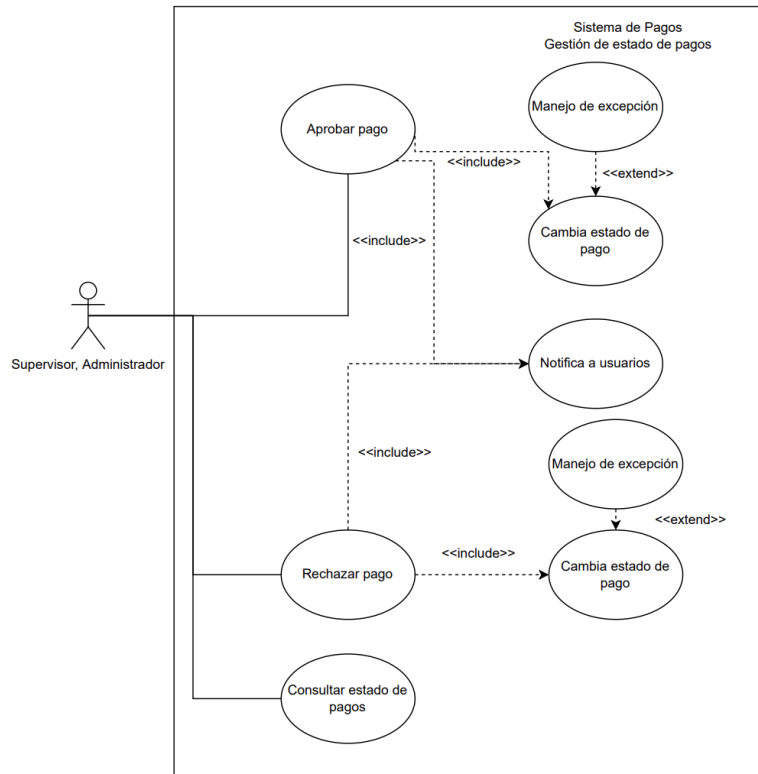 Sistema de Pagos
Gestión de estado de pagos
Manejo de excepción
Aprobar pago
<<include>>
<<extend>>
Cambia estado de
pago
<<include>>
Supervisor, Administrador
Notifica a usuarios
<<include>>
Manejo de excepción
<<extend>>
Rechazar pago
<<include>>
Cambia estado de
pago
Consultar estado de
pagos